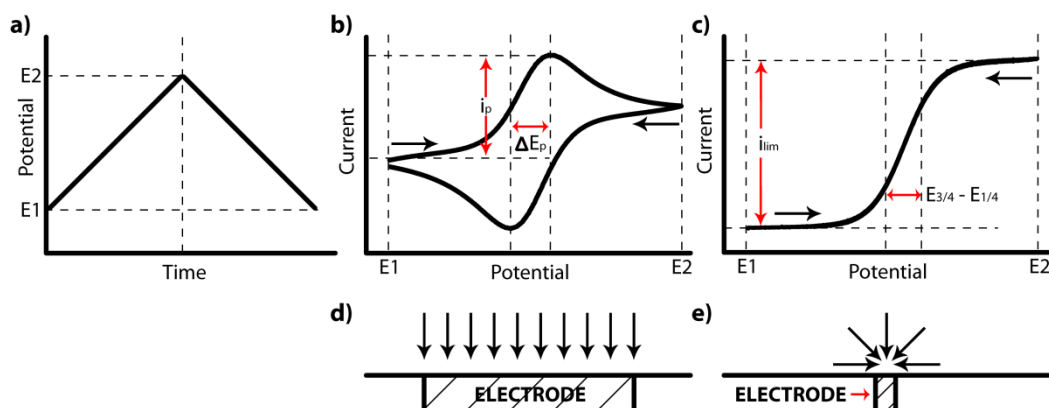 a)
E2
Potential
E1
Time
b)
Current
ip
ΔEp
E1
Potential
E2
c)
Current
ilim
E3/4 - E1/4
E1
Potential
E2
d)
ELECTRODE
e)
ELECTRODE